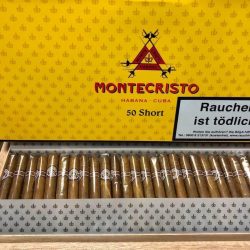 MONTECRISTO
HABANA · CUBA
50 Short
Rauchen
ist tödlich